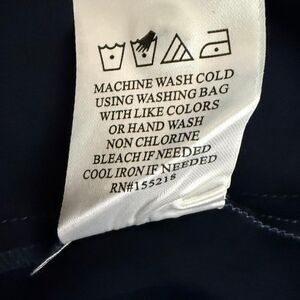 MACHINE WASH COLD
USING WASHING BAG
WITH LIKE COLORS
OR HAND WASH
NON CHLORINE
BLEACH IF NEEDED
COOL IRON IF NEEDED
RN#155218